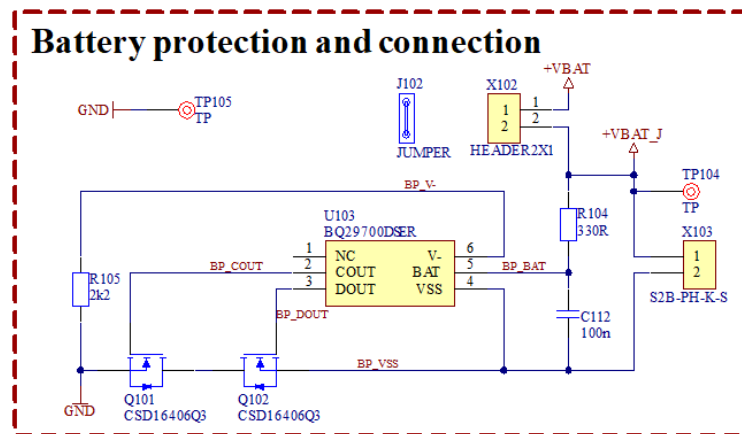 Battery protection and connection
GND
TP105
TP
J102
JUMPER
X102
1
2
1
2
HEADER2X1
+VBAT
+VBAT_J
TP104
TP
BP_V-
R104
330R
X103
1
2
S2B-PH-K-S
U103
BQ29700DSER
1
2
3
NC
COUT
DOUT
V-
BAT
VSS
6
5
4
BP_COUT
BP_DOUT
BP_BAT
R105
2k2
C112
100n
BP_VSS
GND
Q101
CSD16406Q3
Q102
CSD16406Q3